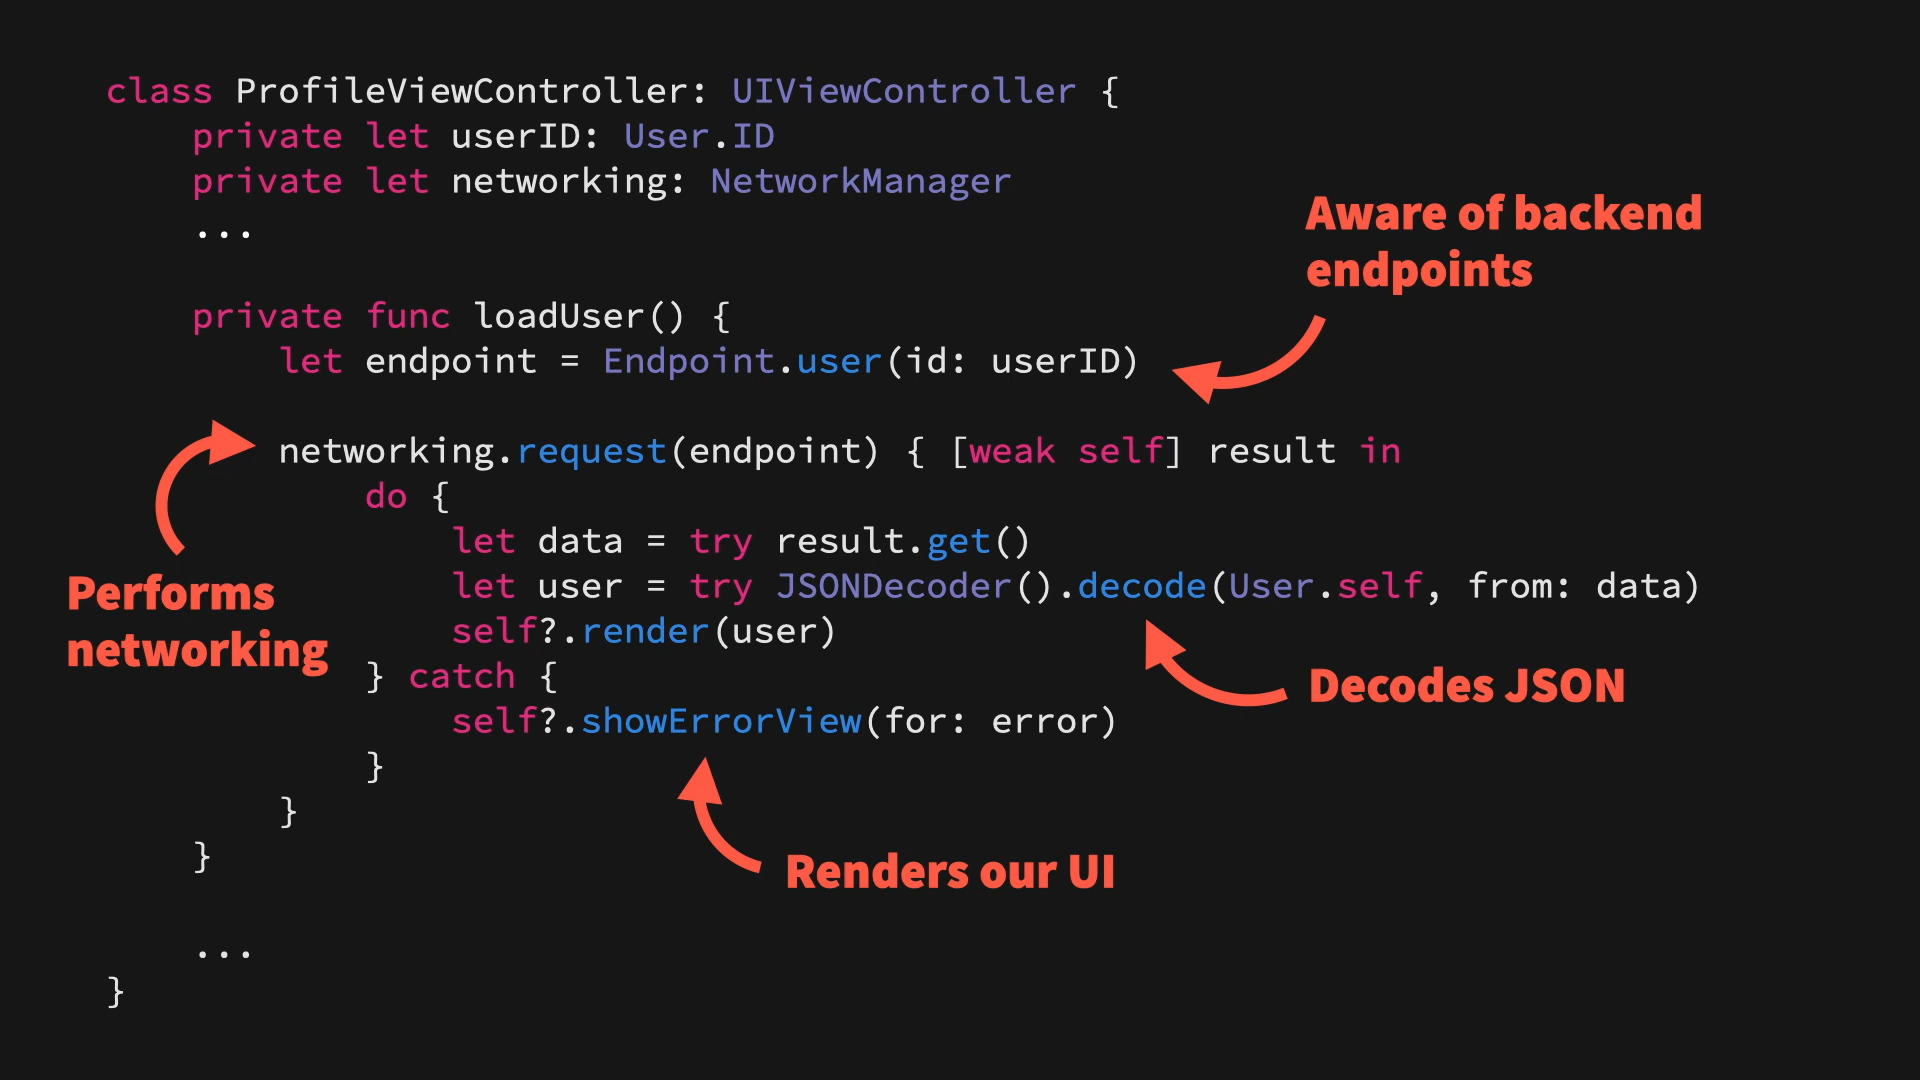 class ProfileViewController: UIViewController {
private let userID: User.ID
private let networking: NetworkManager
...
Aware of backend
endpoints
private func loadUser() {
let endpoint = Endpoint.user(id: userID)
networking.request(endpoint) { [weak self] result in
do {
let data = try result.get()
let user = try JSONDecoder().decode(User.self, from: data)
self?.render(user)
Performs
networking
} catch {
Decodes JSON
self?.showErrorView(for: error)
}
}
}
Renders our UI
...
}